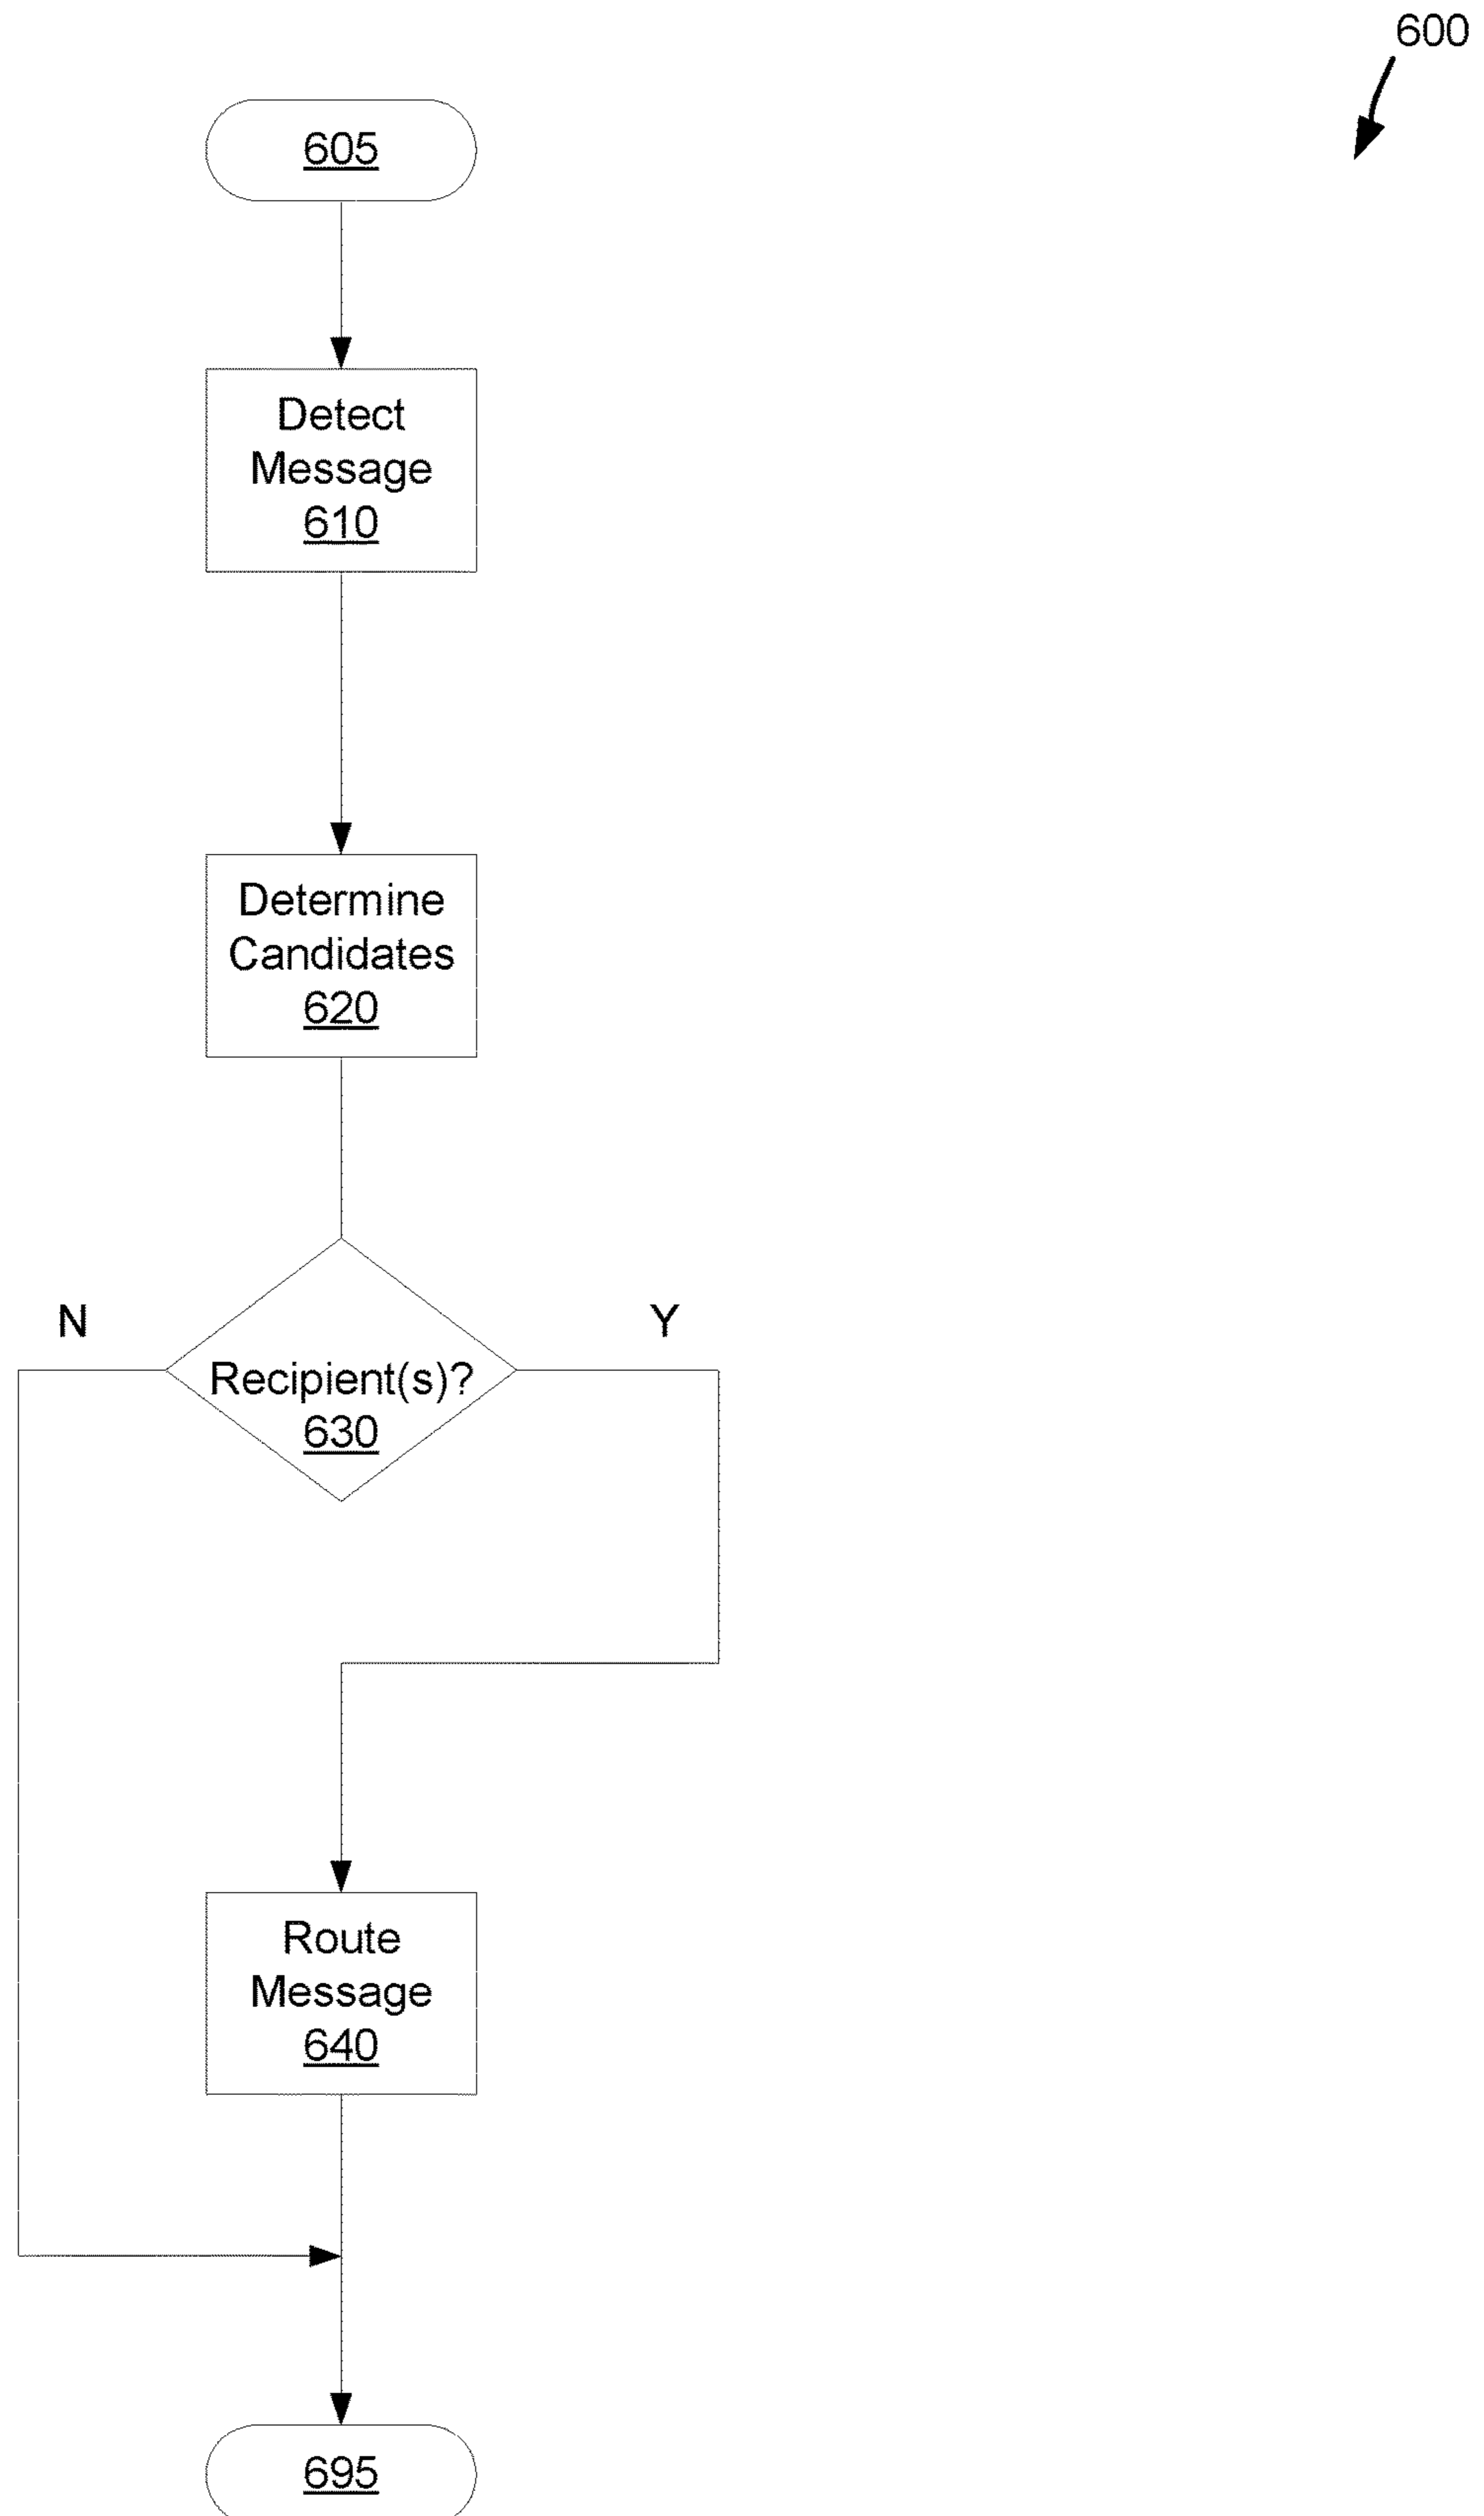 600
605
Detect
Message
610
Determine
Candidates
620
N
Y
Recipient(s)?
630
Route
Message
640
695